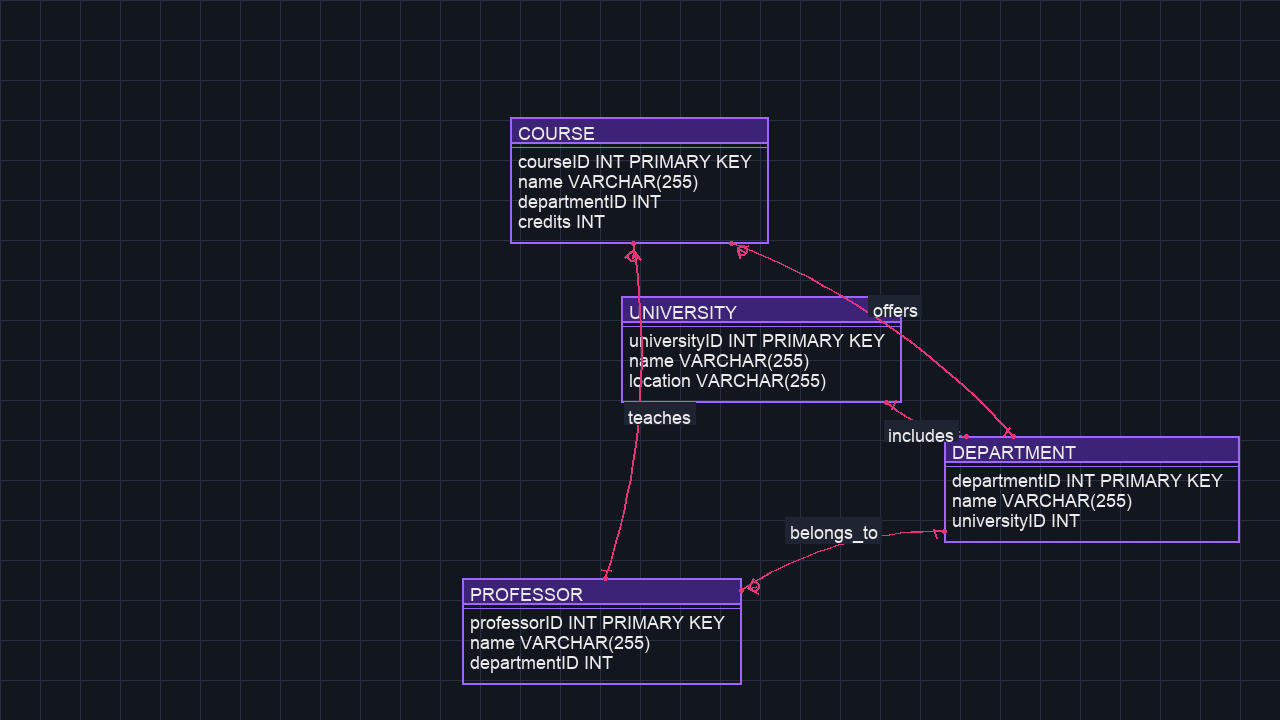 COURSE
courseID INT PRIMARY KEY
name VARCHAR(255)
departmentID INT
credits INT
offers
UNIVERSITY
universityID INT PRIMARY KEY
name VARCHAR(255)
location VARCHAR(255)
teaches
includes
DEPARTMENT
departmentID INT PRIMARY KEY
name VARCHAR(255)
universityID INT
belongs_to
PROFESSOR
professorID INT PRIMARY KEY
name VARCHAR(255)
departmentID INT